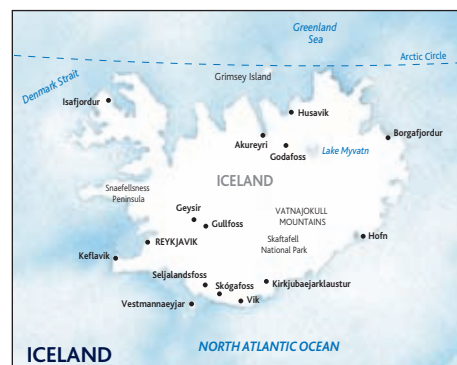 Greenland
Sea
Arctic Circle
Denmark Strait
Grimsey Island
Isafjordur
Husavik
Akureyri
Borgafjordur
Godafoss
Lake Myvatn
ICELAND
Snaefellsness
Peninsula
Geysir
Gullfoss
VATNAJOKULL
MOUNTAINS
REYKJAVIK
Skaftafell
National Park
Hofn
Keflavik
Seljalandsfoss
Skógafoss
Kirkjubaejarklaustur
Vestmannaeyjar
Vik
NORTH ATLANTIC OCEAN
ICELAND